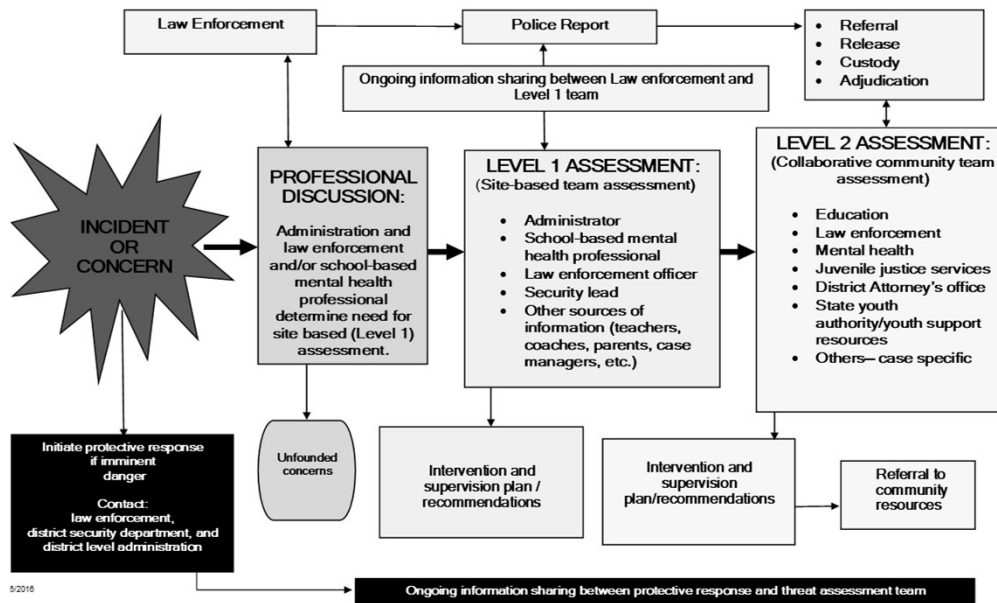 Law Enforcement
Police Report
• Referral
• Release
• Custody
• Adjudication
Ongoing information sharing between Law enforcement and
Level 1 team
INCIDENT
OR
CONCERN
PROFESSIONAL
DISCUSSION:
Administration and
law enforcement
and/or school-based
mental health
professional
determine need for
site based (Level 1)
assessment.
LEVEL 1 ASSESSMENT:
(Site-based team assessment)
• Administrator
• School-based mental
health professional
• Law enforcement officer
• Security lead
• Other sources of
information (teachers,
coaches, parents, case
managers, etc.)
LEVEL 2 ASSESSMENT:
(Collaborative community team
assessment)
• Education
• Law enforcement
• Mental health
• Juvenile justice services
• District Attorney's office
• State youth
authority/youth support
resources
• Others– case specific
Initiate protective response
if imminent
danger
Contact:
law enforcement,
district security department, and
district level administration
Unfounded
concerns
Intervention and
supervision plan /
recommendations
Intervention and
supervision
plan/recommendations
Referral to
community
resources
Ongoing information sharing between protective response and threat assessment team